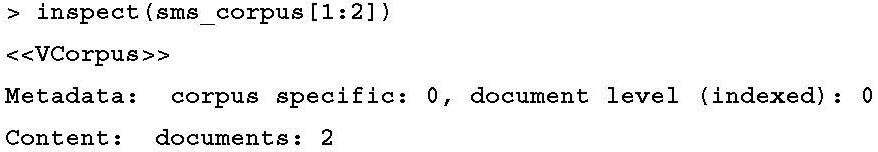 > inspect(sms_corpus[1:2])
<<VCorpus>>
Metadata:  corpus specific: 0, document level (indexed): 0
Content:  documents: 2